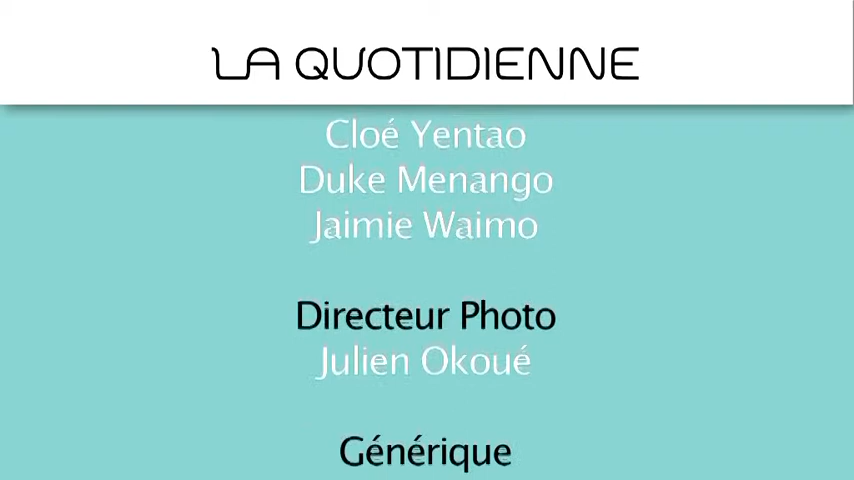 LA QUOTIDIENNE
Cloé Yentao
Duke Menango
Jaimie Waimo
Directeur Photo
Julien Okoué
Générique